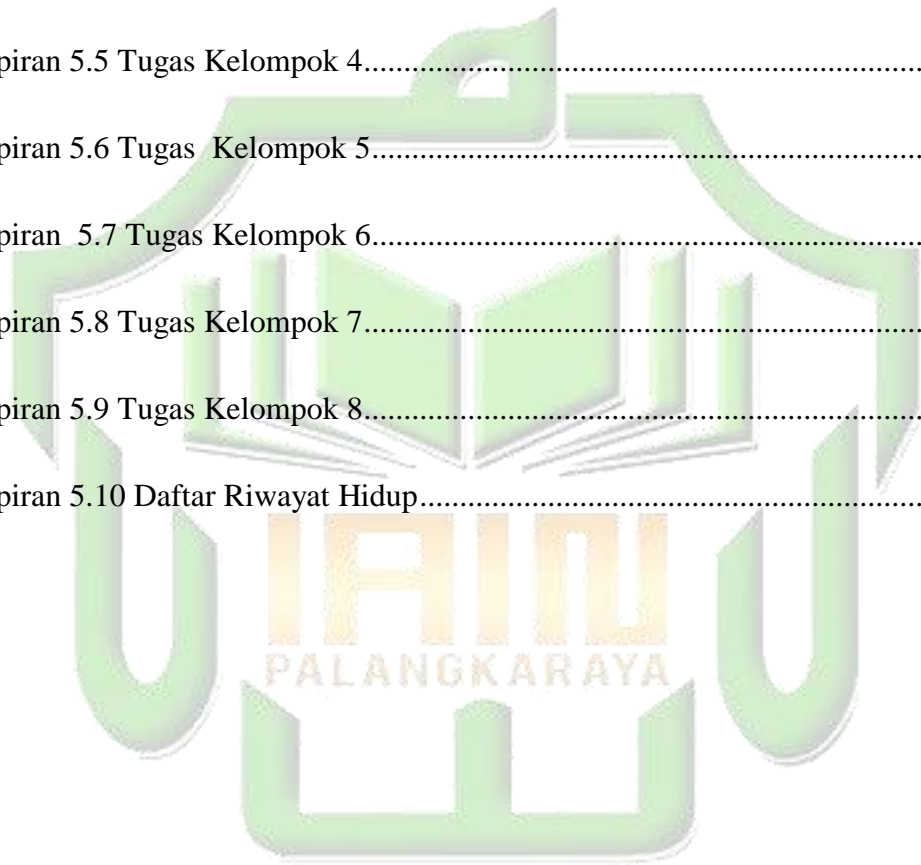 piran 5.5 Tugas Kelompok 4................................................................
piran 5.6 Tugas  Kelompok 5...............................................................
piran  5.7 Tugas Kelompok 6...............................................................
piran 5.8 Tugas Kelompok 7................................................................
piran 5.9 Tugas Kelompok 8................................................................
piran 5.10 Daftar Riwayat Hidup.........................................................
IAIN
PALANGKARAYA